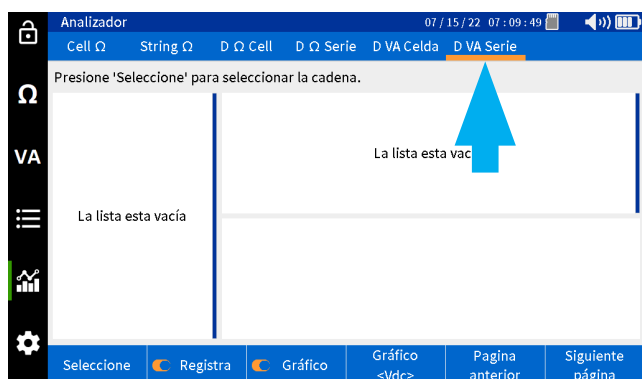 Analizador
07/15/22 07:09:49
Cell Ω
String Ω
D Ω Cell
D Ω Serie
D VA Celda
D VA Serie
Presione 'Seleccione' para seleccionar la cadena.
Ω
VA
La lista esta vac
La lista esta vacía
Seleccione
Registra
Gráfico
Gráfico
<Vdc>
Pagina
anterior
Siguiente
página